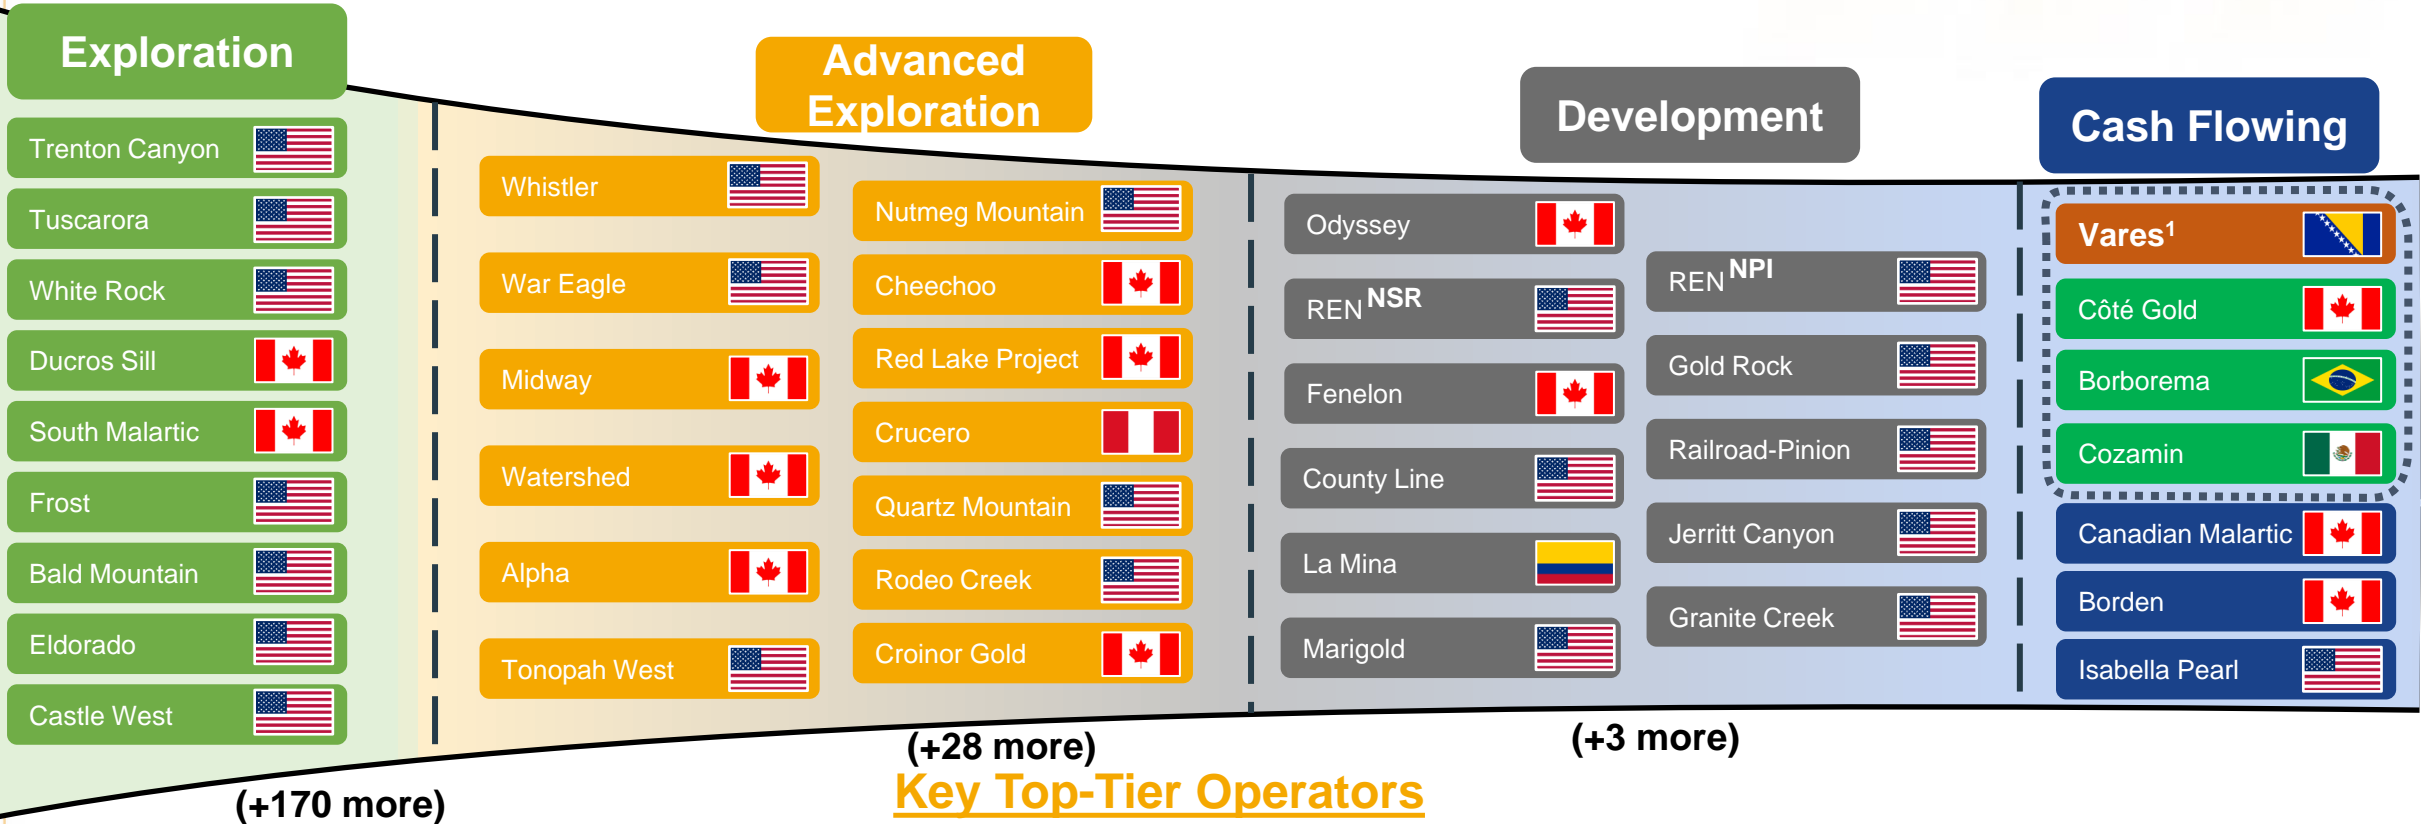 Exploration
Trenton Canyon
Tuscarora
White Rock
Ducros Sill
South Malartic
Frost
Bald Mountain
Eldorado
Castle West
(+170 more)
Advanced
Exploration
Whistler
War Eagle
Midway
Watershed
Alpha
Tonopah West
Nutmeg Mountain
Cheechoo
Red Lake Project
Crucero
Quartz Mountain
Rodeo Creek
Croinor Gold
(+28 more)
Development
Odyssey
REN NSR
Fenelon
County Line
La Mina
Marigold
REN NPI
Gold Rock
Railroad-Pinion
Jerritt Canyon
Granite Creek
(+3 more)
Cash Flowing
Vares¹
Côté Gold
Borborema
Cozamin
Canadian Malartic
Borden
Isabella Pearl
Key Top-Tier Operators